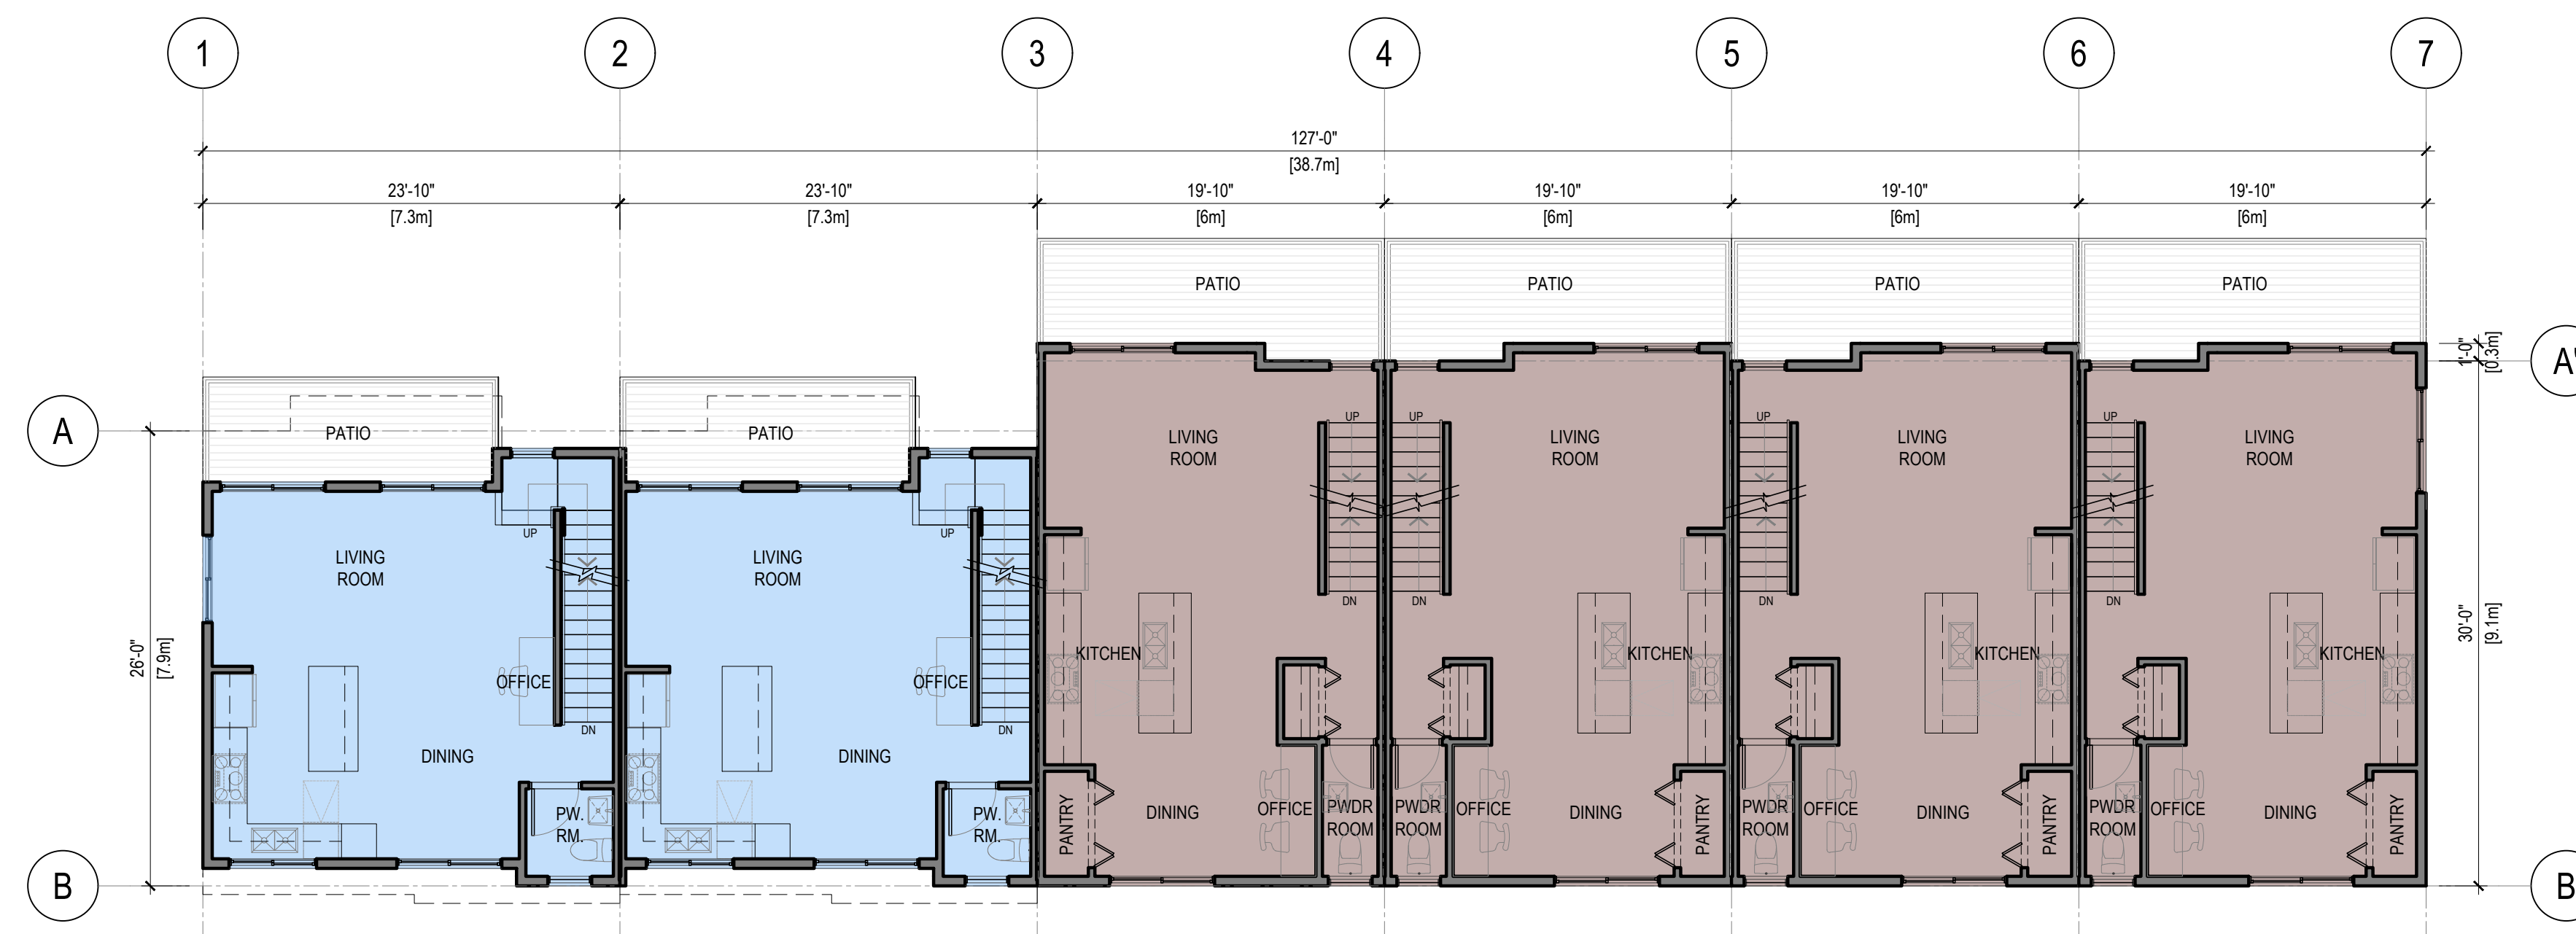 1 2 3 4 5 6 7
127'-0"
[38.7m]
23'-10" 23'-10" 19'-10" 19'-10" 19'-10" 19'-10"
[7.3m] [7.3m] [6m] [6m] [6m] [6m]
PATIO PATIO PATIO PATIO
1'-0"
[0.3m]
A'
A
PATIO PATIO
UP UP UP UP
LIVING LIVING LIVING LIVING
ROOM ROOM ROOM ROOM
UP UP
LIVING LIVING
ROOM ROOM
DN DN DN DN
30'-0"
[9.1m]
26'-0"
[7.9m]
KITCHEN KITCHEN KITCHEN KITCHEN
OFFICE OFFICE
DN DN
DINING DINING
PW. PW.
RM. RM.
PANTRY DINING OFFICE PWDR PWDR OFFICE DINING PANTRY PWDR OFFICE DINING PANTRY PWDR OFFICE DINING PANTRY
ROOM ROOM ROOM ROOM
B B